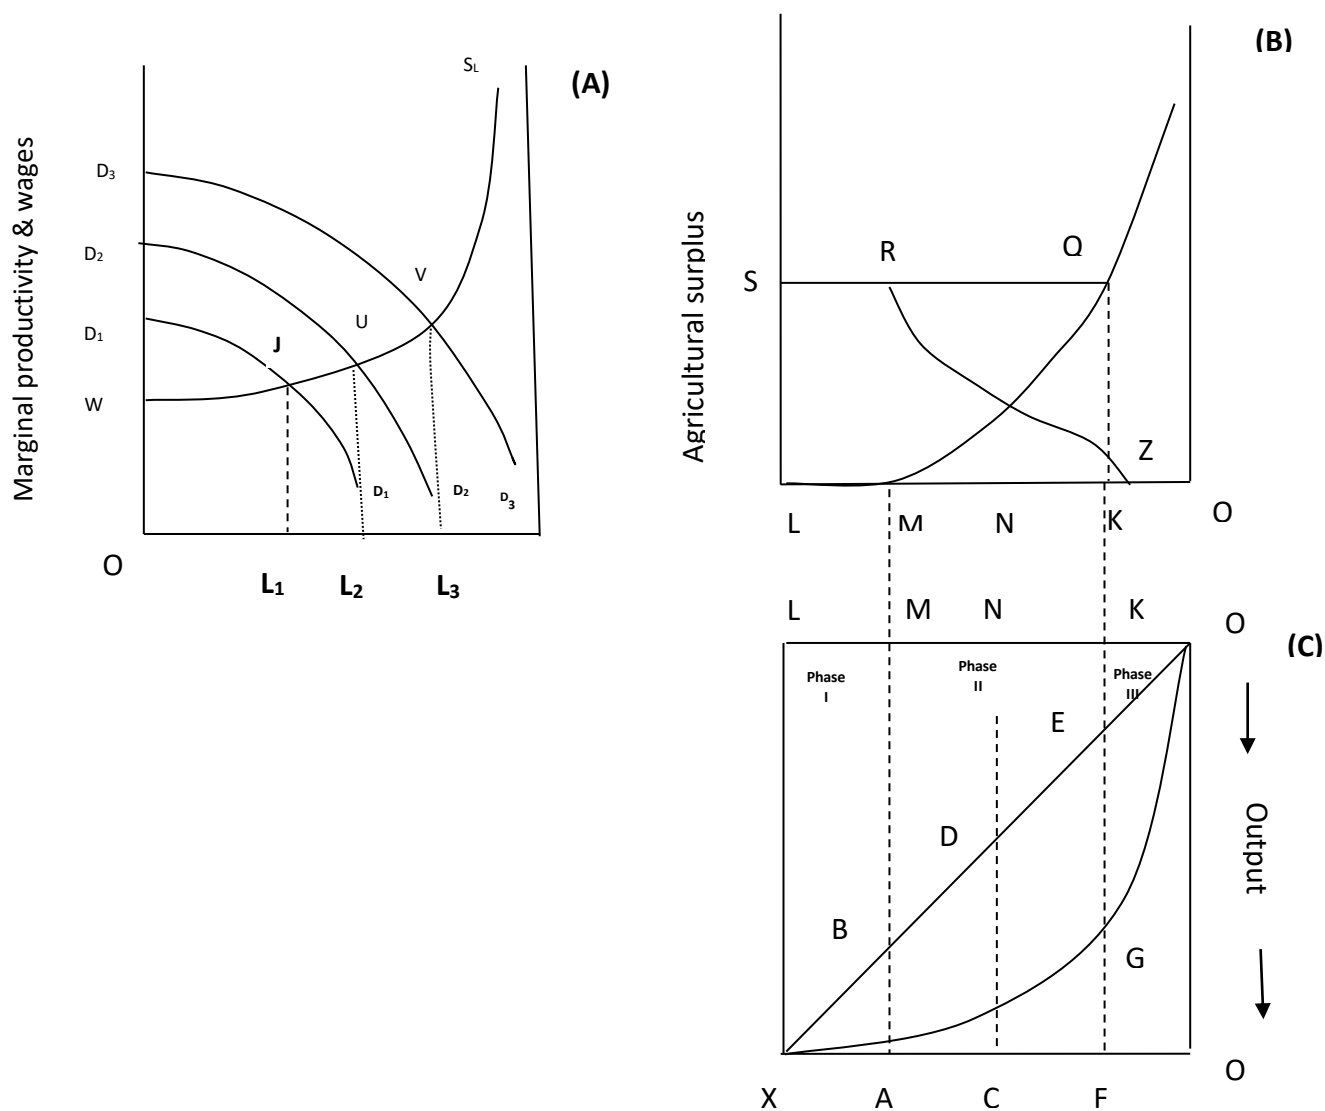 (A)
Marginal productivity & wages
SL
D3
D2
D1
W
J
U
V
D1
D2
D3
O
L1
L2
L3
(B)
Agricultural surplus
S
R
Q
Z
L
M
N
K
O
L
M
N
K
O
(C)
Phase
I
Phase
II
Phase
III
E
D
B
G
Output
X
A
C
F
O